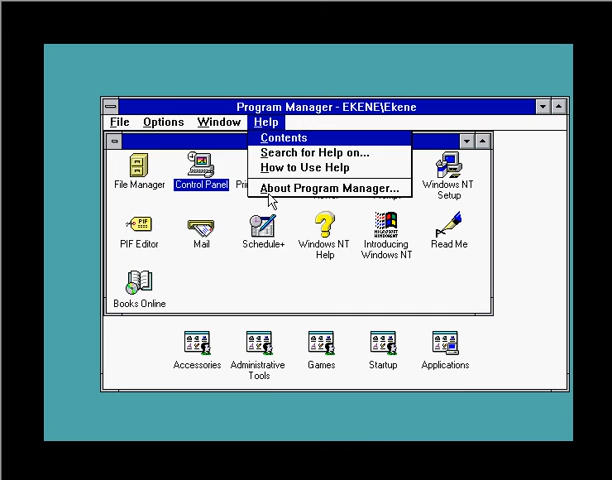 Program Manager - EKENE\Ekene
File Options Window Help
Contents
Search for Help on...
How to Use Help
About Program Manager...
File Manager
Control Panel
Windows NT
Setup
PIF Editor
Mail
Schedule+
Windows NT
Help
Introducing
Windows NT
Read Me
Books Online
Accessories
Administrative
Tools
Games
Startup
Applications